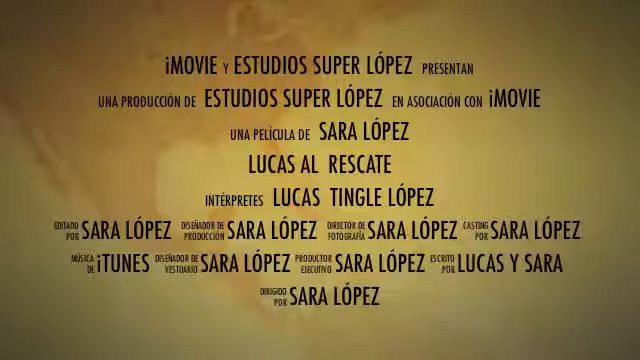 iMOVIE Y ESTUDIOS SUPER LÓPEZ PRESENTAN
UNA PRODUCCIÓN DE ESTUDIOS SUPER LÓPEZ EN ASOCIACIÓN CON iMOVIE
UNA PELÍCULA DE SARA LÓPEZ
LUCAS AL RESCATE
INTÉRPRETES LUCAS TINGLE LÓPEZ
EDITADO POR SARA LÓPEZ DISEÑADOR DE PRODUCCIÓN SARA LÓPEZ DIRECTOR DE FOTOGRAFÍA SARA LÓPEZ CASTING POR SARA LÓPEZ
MÚSICA DE iTUNES DISEÑADOR DE VESTUARIO SARA LÓPEZ PRODUCTOR EJECUTIVO SARA LÓPEZ ESCRITO POR LUCAS Y SARA
DIRIGIDO POR SARA LÓPEZ